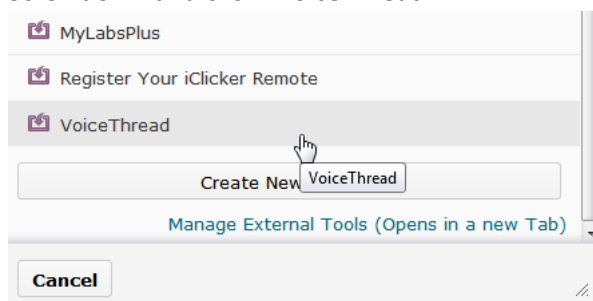 MyLabsPlus
Register Your iClicker Remote
VoiceThread
Create New
VoiceThread
Manage External Tools (Opens in a new Tab)
Cancel